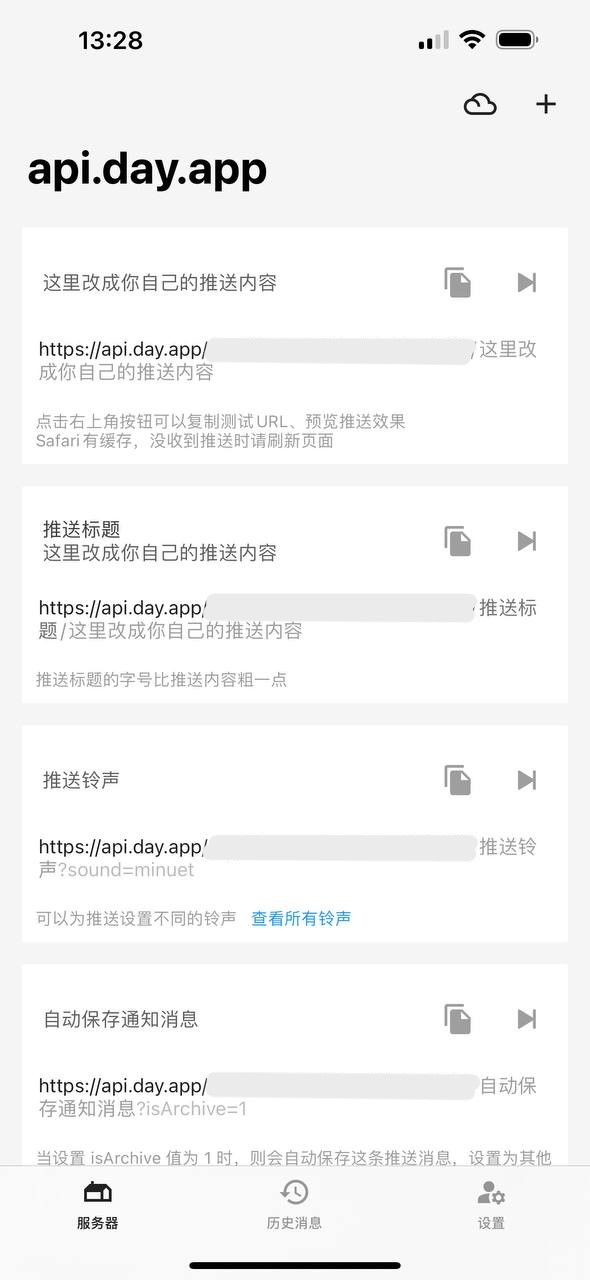 13:28
api.day.app
这里改成你自己的推送内容
https://api.day.app/ /这里改
成你自己的推送内容
点击右上角按钮可以复制测试URL、预览推送效果
Safari有缓存，没收到推送时请刷新页面
推送标题
这里改成你自己的推送内容
https://api.day.app/ 推送标
题/这里改成你自己的推送内容
推送标题的字号比推送内容粗一点
推送铃声
https://api.day.app/ 推送铃
声?sound=minuet
可以为推送设置不同的铃声 查看所有铃声
自动保存通知消息
https://api.day.app/ 自动保
存通知消息?isArchive=1
当设置 isArchive 值为 1 时，则会自动保存这条推送消息，设置为其他
服务器 历史消息 设置